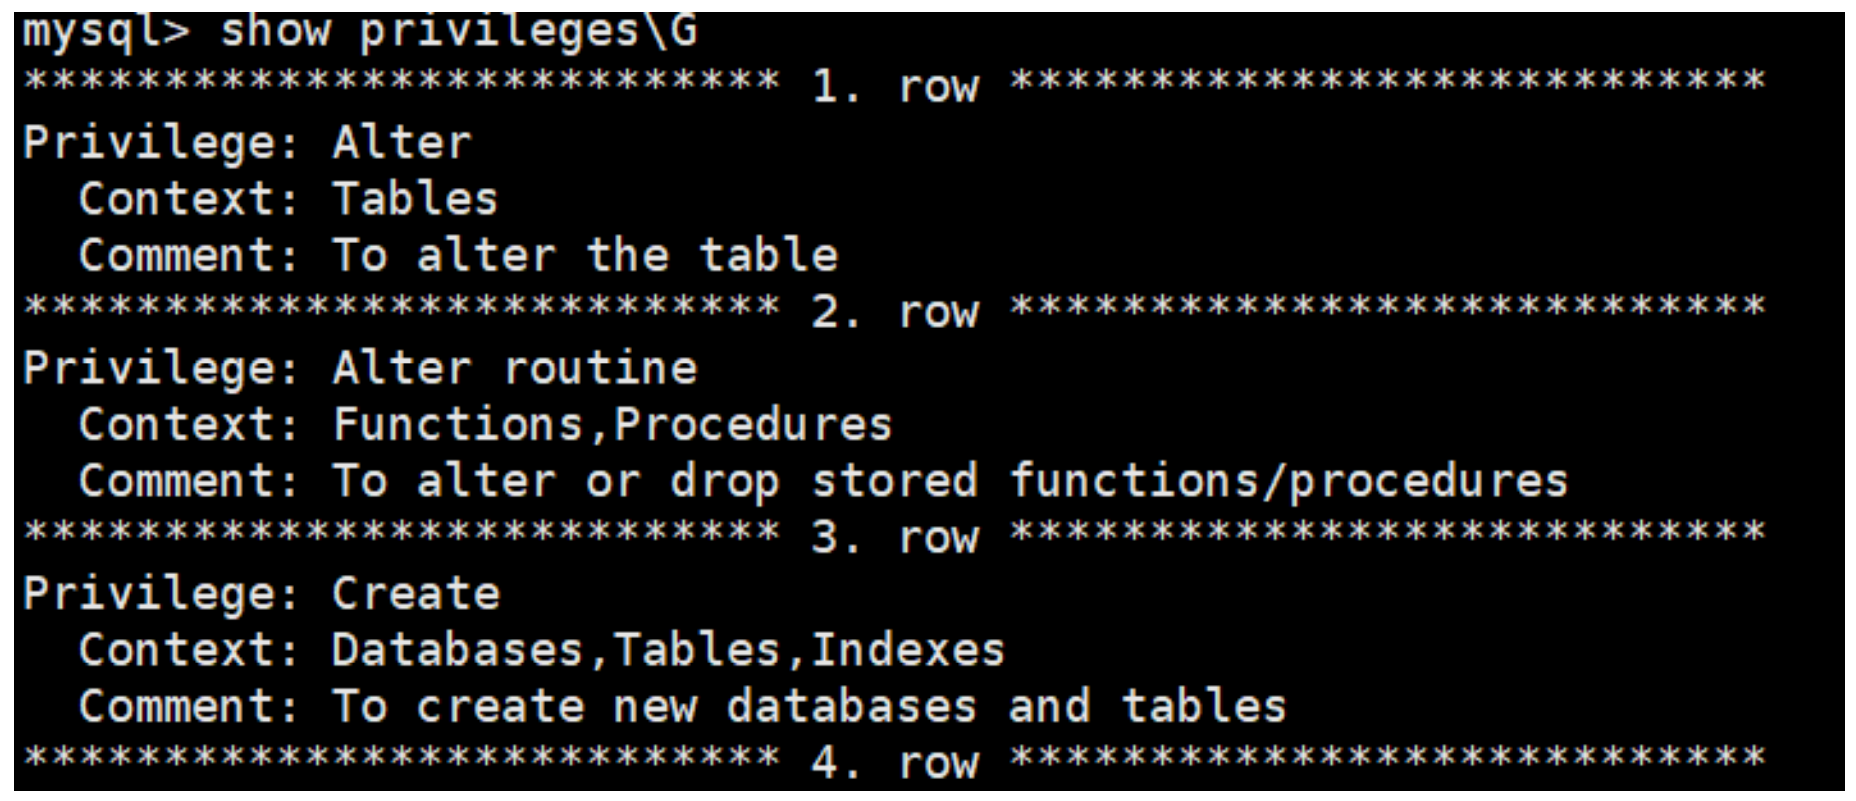 mysql> show privileges\G
*************************** 1. row ***************************
Privilege: Alter
  Context: Tables
  Comment: To alter the table
*************************** 2. row ***************************
Privilege: Alter routine
  Context: Functions,Procedures
  Comment: To alter or drop stored functions/procedures
*************************** 3. row ***************************
Privilege: Create
  Context: Databases,Tables,Indexes
  Comment: To create new databases and tables
*************************** 4. row ***************************